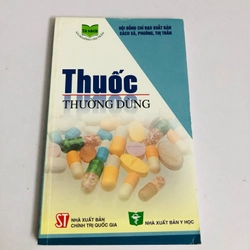 HỘI ĐỒNG CHỈ ĐẠO XUẤT BẢN
SÁCH XÃ, PHƯỜNG, THỊ TRẤN
TỦ SÁCH
Thuốc
THƯỜNG DÙNG
ST
NHÀ XUẤT BẢN
CHÍNH TRỊ QUỐC GIA
NHÀ XUẤT BẢN Y HỌC